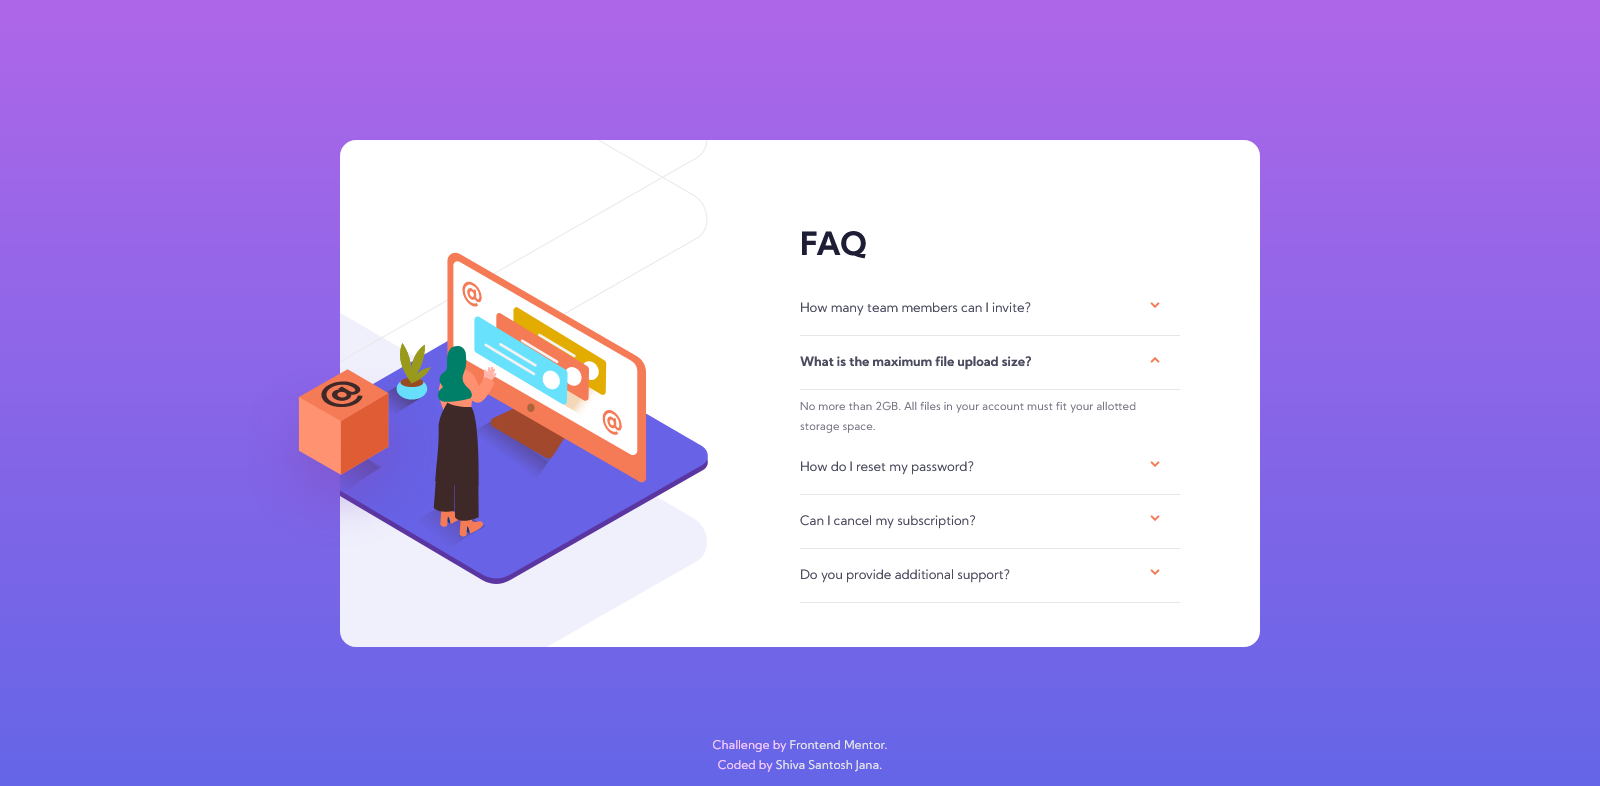 FAQ
How many team members can I invite?
What is the maximum file upload size?
No more than 2GB. All files in your account must fit your allotted
storage space.
How do I reset my password?
Can I cancel my subscription?
Do you provide additional support?
@
@
@
Challenge by Frontend Mentor.
Coded by Shiva Santosh Jana.